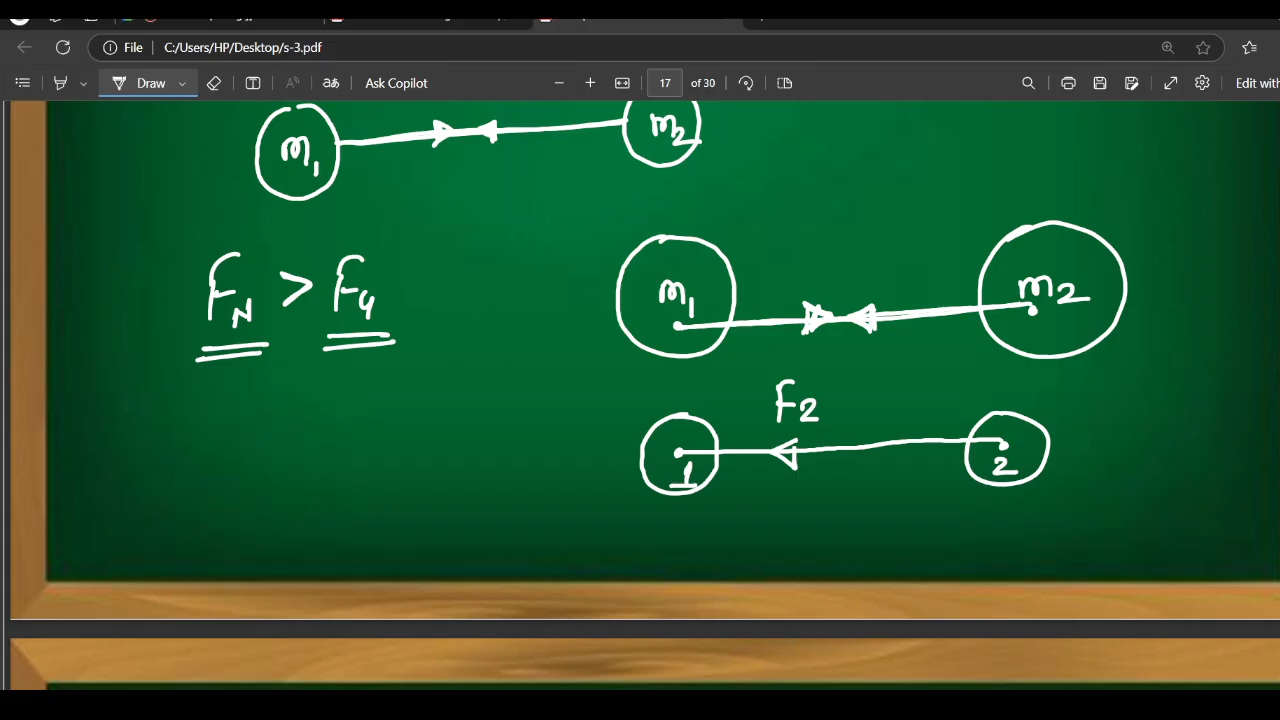 File C:/Users/HP/Desktop/s-3.pdf
Draw Ask Copilot 17 of 30 Edit with
m1 m2
FN > FG
m1 m2
F2
1 2